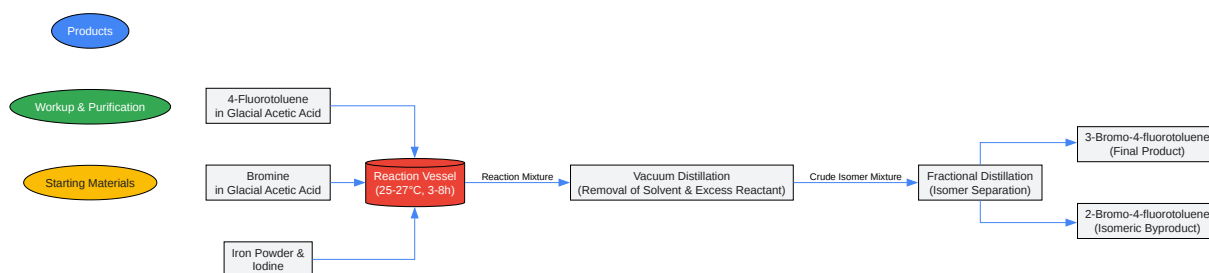 Products
Workup & Purification
Starting Materials
4-Fluorotoluene
in Glacial Acetic Acid
Bromine
in Glacial Acetic Acid
Iron Powder &
Iodine
Reaction Vessel
(25-27°C, 3-8h)
Reaction Mixture
Vacuum Distillation
(Removal of Solvent & Excess Reactant)
Crude Isomer Mixture
Fractional Distillation
(Isomer Separation)
3-Bromo-4-fluorotoluene
(Final Product)
2-Bromo-4-fluorotoluene
(Isomeric Byproduct)